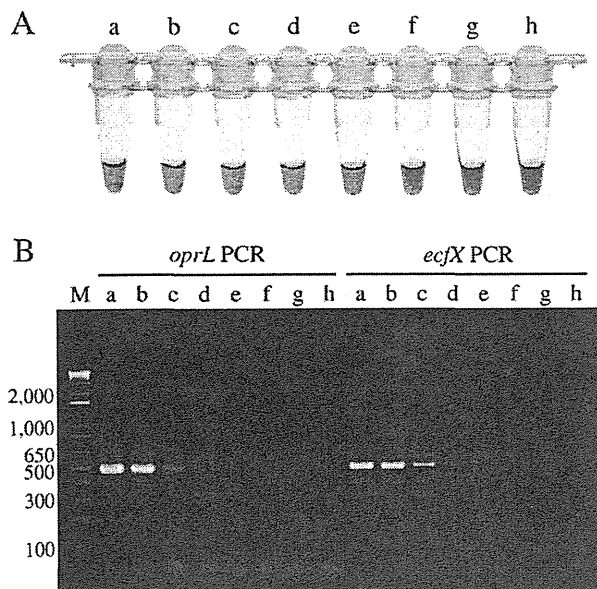 A
a b c d e f g h
B
oprL PCR ecfX PCR
M a b c d e f g h a b c d e f g h
2,000
1,000
650
500
300
100